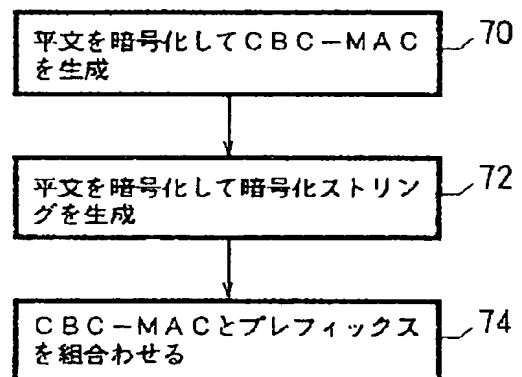 平文を暗号化してCBC-MAC
を生成
70
平文を暗号化して暗号化ストリン
グを生成
72
CBC-MACとプレフィックス
を組合わせる
74